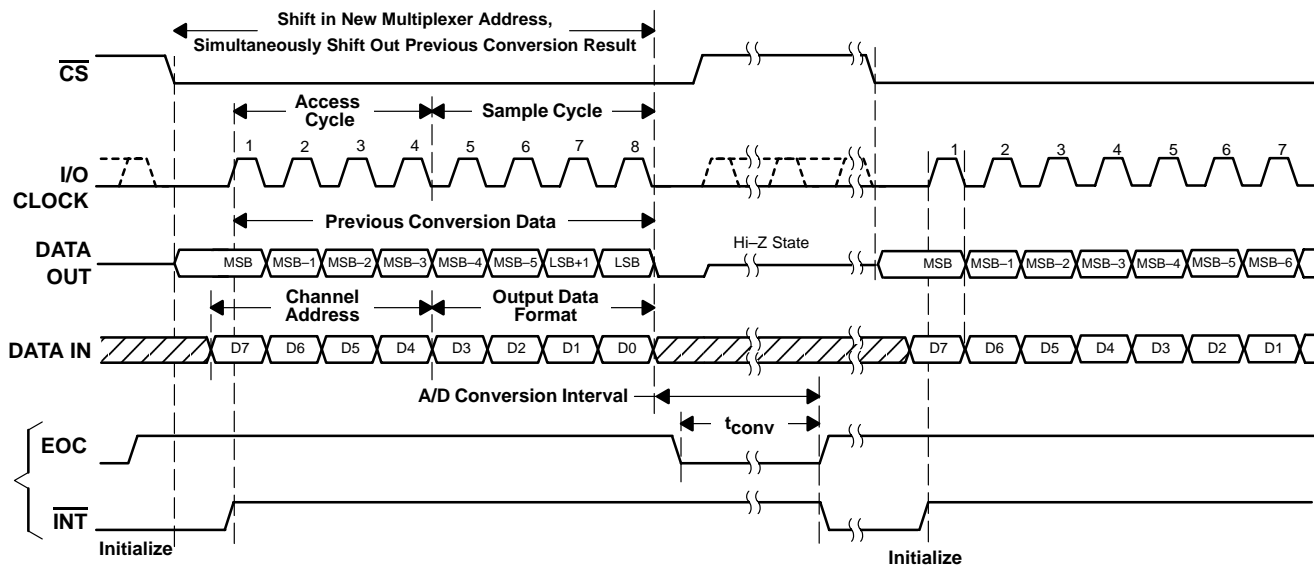 Shift in New Multiplexer Address,
Simultaneously Shift Out Previous Conversion Result
CS
Access
Cycle
Sample Cycle
1 2 3 4 5 6 7 8 1 2 3 4 5 6 7
I/O
CLOCK
Previous Conversion Data
DATA
OUT
Hi–Z State
MSB MSB–1 MSB–2 MSB–3 MSB–4 MSB–5 LSB+1 LSB MSB MSB–1 MSB–2 MSB–3 MSB–4 MSB–5 MSB–6
Channel
Address
Output Data
Format
DATA IN
D7 D6 D5 D4 D3 D2 D1 D0 D7 D6 D5 D4 D3 D2 D1
A/D Conversion Interval
tconv
EOC
INT
Initialize
Initialize